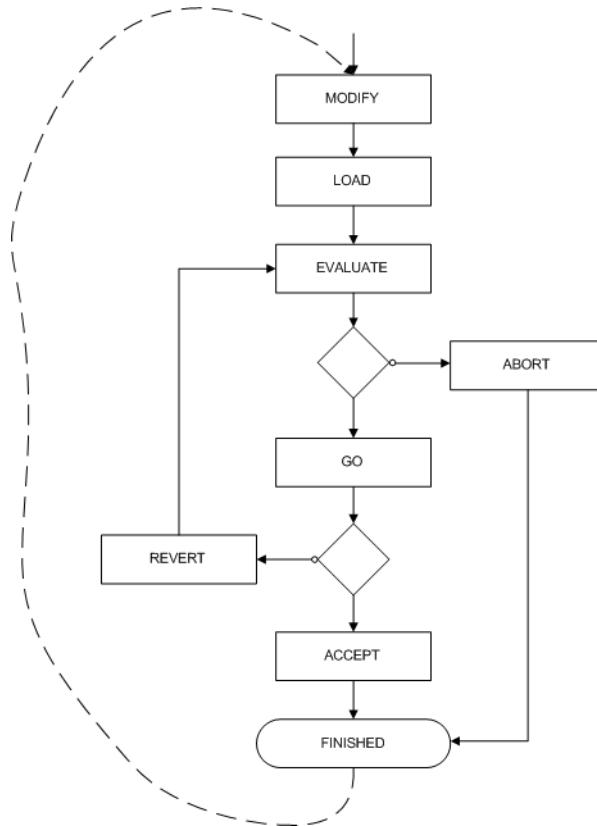 MODIFY
LOAD
EVALUATE
ABORT
GO
REVERT
ACCEPT
FINISHED